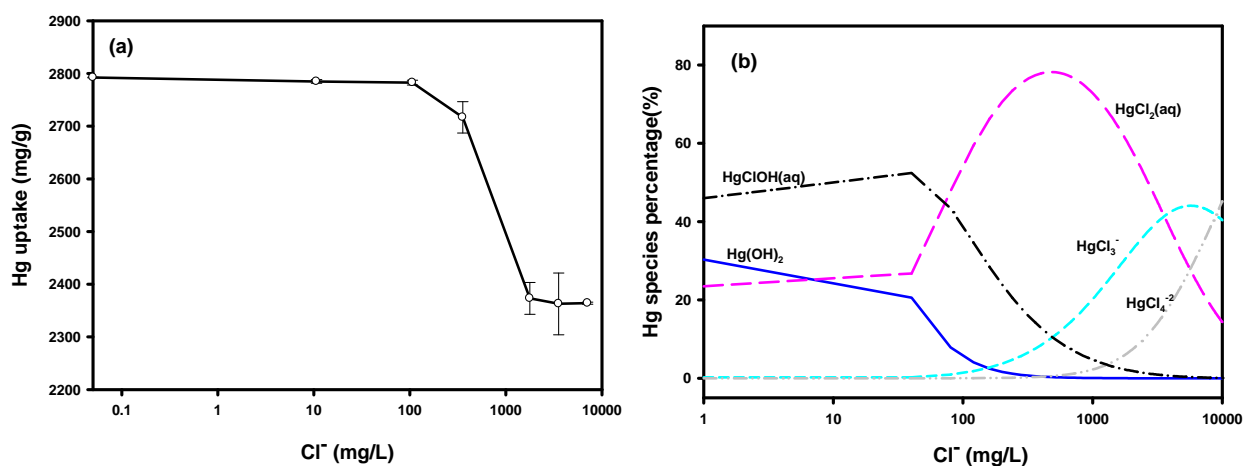 (a)
Hg uptake (mg/g)
2900
2800
2700
2600
2500
2400
2300
2200
0.1 1 10 100 1000 10000
Cl⁻ (mg/L)
(b)
Hg species percentage(%)
80
60
40
20
0
HgCl₂(aq)
HgClOH(aq)
Hg(OH)₂
HgCl₃⁻
HgCl₄⁻²
1 10 100 1000 10000
Cl⁻ (mg/L)